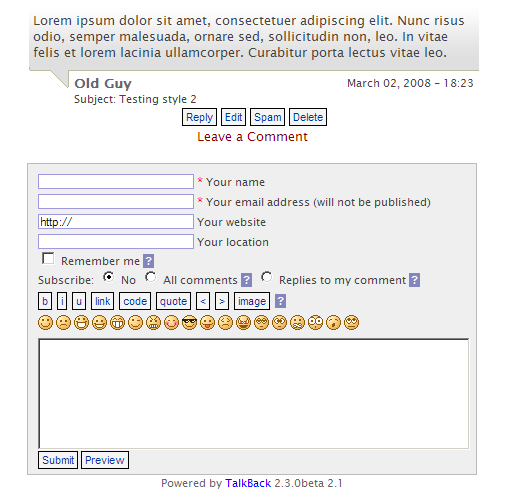 Lorem ipsum dolor sit amet, consectetuer adipiscing elit. Nunc risus
odio, semper malesuada, ornare sed, sollicitudin non, leo. In vitae
felis et lorem lacinia ullamcorper. Curabitur porta lectus vitae leo.
Old Guy March 02, 2008 - 18:23
Subject: Testing style 2
Reply Edit Spam Delete
Leave a Comment
* Your name
* Your email address (will not be published)
http:// Your website
Your location
Remember me ?
Subscribe: No All comments ? Replies to my comment ?
b i u link code quote < > image ?
Submit Preview
Powered by TalkBack 2.3.0beta 2.1